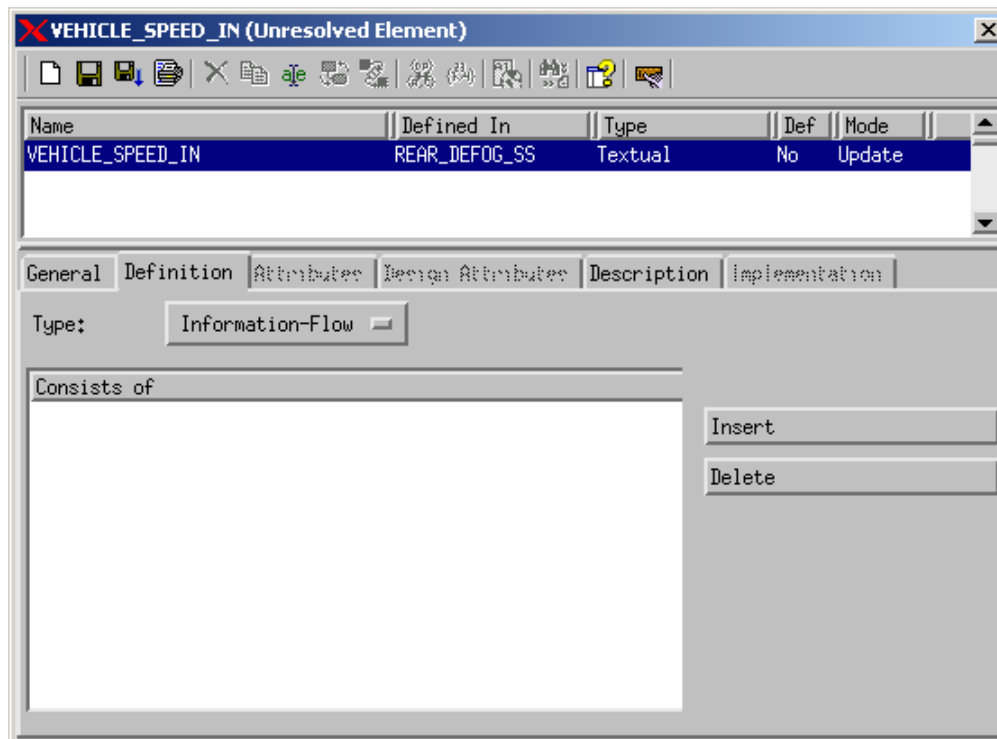 VEHICLE_SPEED_IN (Unresolved Element)
Name Defined In Type Def Mode
VEHICLE_SPEED_IN REAR_DEFOG_SS Textual No Update
General Definition Attributes Design Attributes Description Implementation
Type: Information-Flow
Consists of
Insert
Delete